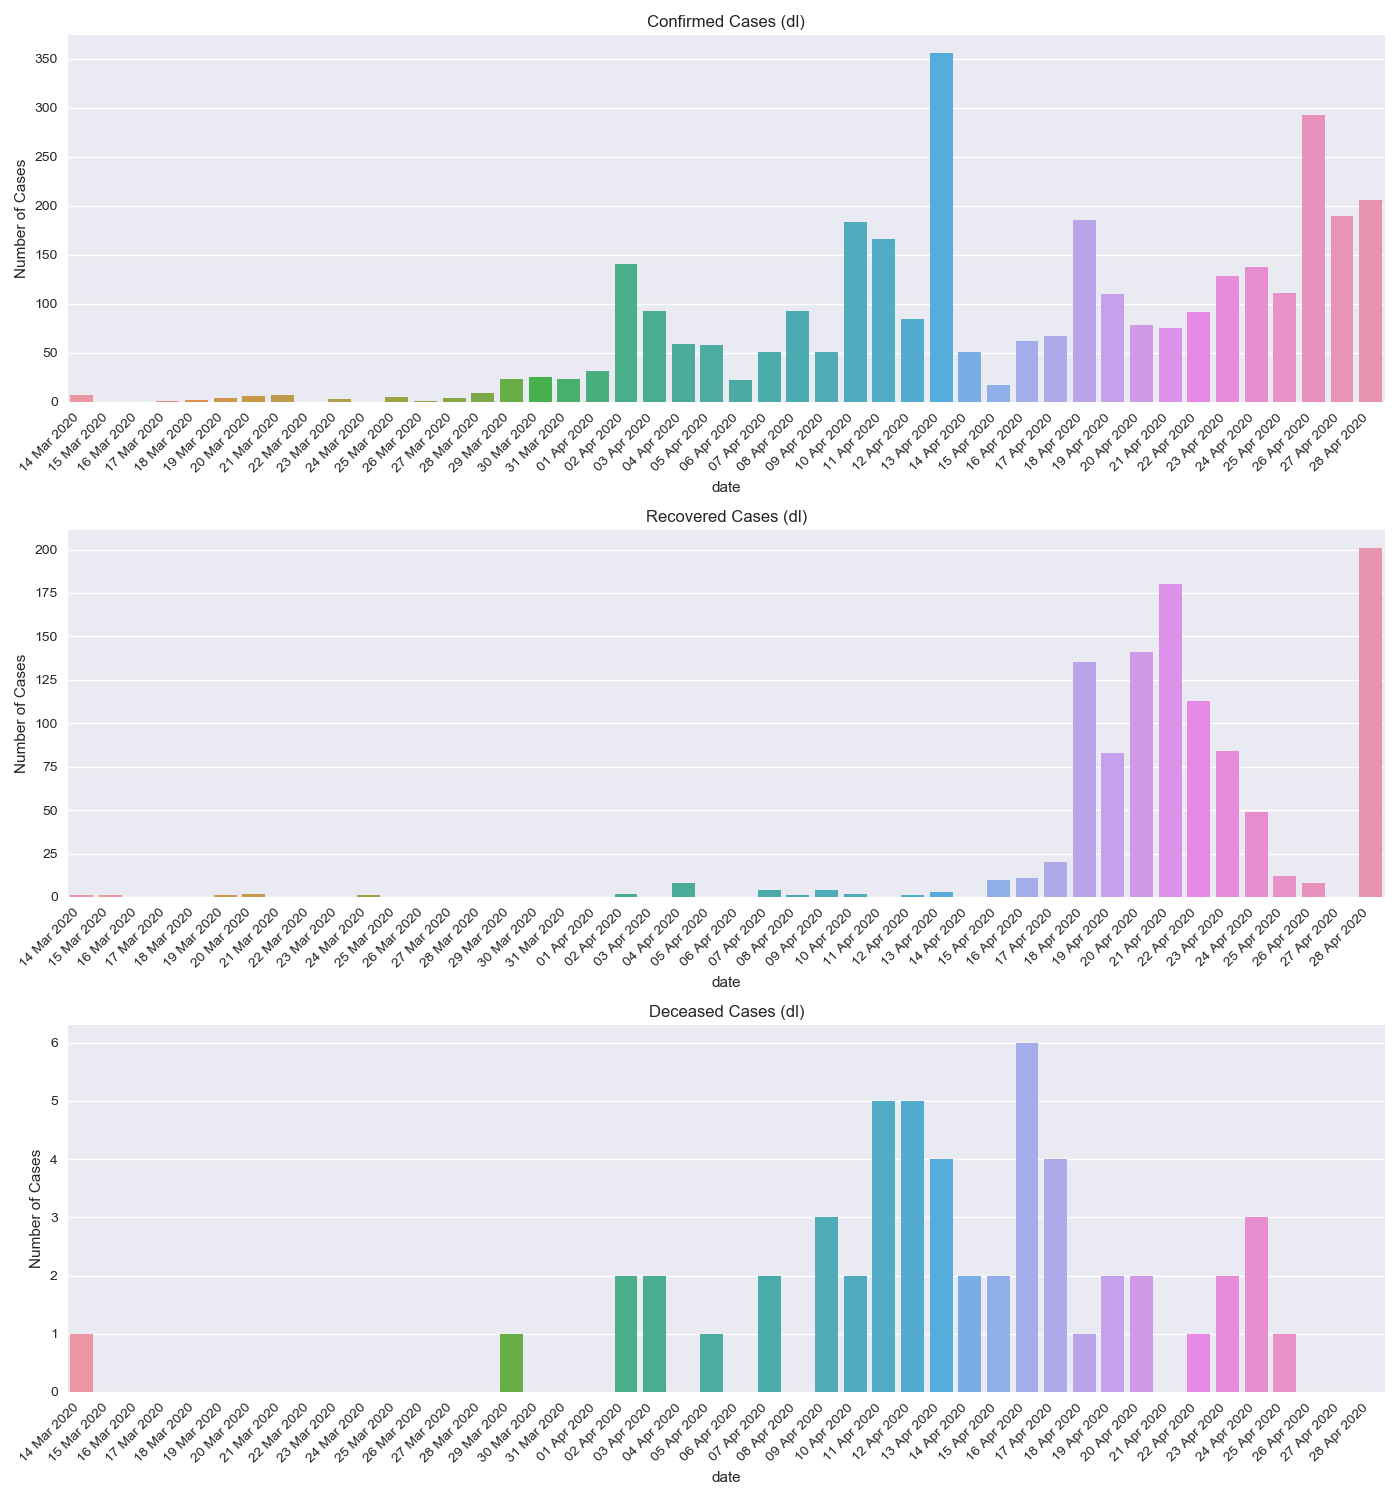 Confirmed Cases (dl)
350
300
250
200
150
100
50
0
Number of Cases
14 Mar 2020
15 Mar 2020
16 Mar 2020
17 Mar 2020
18 Mar 2020
19 Mar 2020
20 Mar 2020
21 Mar 2020
22 Mar 2020
23 Mar 2020
24 Mar 2020
25 Mar 2020
26 Mar 2020
27 Mar 2020
28 Mar 2020
29 Mar 2020
30 Mar 2020
31 Mar 2020
01 Apr 2020
02 Apr 2020
03 Apr 2020
04 Apr 2020
05 Apr 2020
06 Apr 2020
07 Apr 2020
08 Apr 2020
09 Apr 2020
10 Apr 2020
11 Apr 2020
12 Apr 2020
13 Apr 2020
14 Apr 2020
15 Apr 2020
16 Apr 2020
17 Apr 2020
18 Apr 2020
19 Apr 2020
20 Apr 2020
21 Apr 2020
22 Apr 2020
23 Apr 2020
24 Apr 2020
25 Apr 2020
26 Apr 2020
27 Apr 2020
28 Apr 2020
date
Recovered Cases (dl)
200
175
150
125
100
75
50
25
0
Number of Cases
14 Mar 2020
15 Mar 2020
16 Mar 2020
17 Mar 2020
18 Mar 2020
19 Mar 2020
20 Mar 2020
21 Mar 2020
22 Mar 2020
23 Mar 2020
24 Mar 2020
25 Mar 2020
26 Mar 2020
27 Mar 2020
28 Mar 2020
29 Mar 2020
30 Mar 2020
31 Mar 2020
01 Apr 2020
02 Apr 2020
03 Apr 2020
04 Apr 2020
05 Apr 2020
06 Apr 2020
07 Apr 2020
08 Apr 2020
09 Apr 2020
10 Apr 2020
11 Apr 2020
12 Apr 2020
13 Apr 2020
14 Apr 2020
15 Apr 2020
16 Apr 2020
17 Apr 2020
18 Apr 2020
19 Apr 2020
20 Apr 2020
21 Apr 2020
22 Apr 2020
23 Apr 2020
24 Apr 2020
25 Apr 2020
26 Apr 2020
27 Apr 2020
28 Apr 2020
date
Deceased Cases (dl)
6
5
4
3
2
1
0
Number of Cases
14 Mar 2020
15 Mar 2020
16 Mar 2020
17 Mar 2020
18 Mar 2020
19 Mar 2020
20 Mar 2020
21 Mar 2020
22 Mar 2020
23 Mar 2020
24 Mar 2020
25 Mar 2020
26 Mar 2020
27 Mar 2020
28 Mar 2020
29 Mar 2020
30 Mar 2020
31 Mar 2020
01 Apr 2020
02 Apr 2020
03 Apr 2020
04 Apr 2020
05 Apr 2020
06 Apr 2020
07 Apr 2020
08 Apr 2020
09 Apr 2020
10 Apr 2020
11 Apr 2020
12 Apr 2020
13 Apr 2020
14 Apr 2020
15 Apr 2020
16 Apr 2020
17 Apr 2020
18 Apr 2020
19 Apr 2020
20 Apr 2020
21 Apr 2020
22 Apr 2020
23 Apr 2020
24 Apr 2020
25 Apr 2020
26 Apr 2020
27 Apr 2020
28 Apr 2020
date